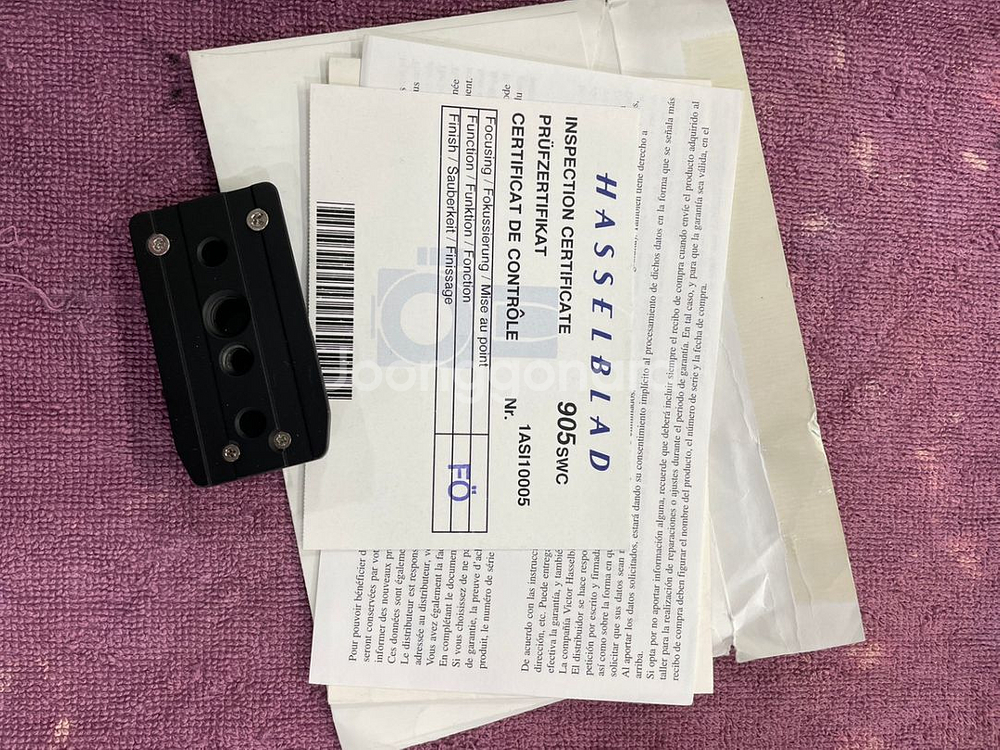 HASSELBLAD
INSPECTION CERTIFICATE 905SWC
PRÜFZERTIFIKAT
CERTIFICAT DE CONTRÔLE Nr. 1ASI10005
Focusing / Fokussierung / Mise au point
Function / Funktion / Fonction
Finish / Sauberkeit / Finissage
FÖ
Pour pouvoir bénéficier d
seront conservées par vot
informer des nouveaux pr
Ces données sont égaleme
Le distributeur est respons
adressée au distributeur, v
Vous avez également la fa
En complétant le document
Si vous choisissez de ne p
de garantie, la preuve d'acl
produit, le numéro de série
De acuerdo con las instrucc
dirección, etc. Puede entreg
efectiva la garantía, y tambié
La compañía Victor Hasselb
El distribuidor se hace respo
petición por escrito y firmad
así como sobre la forma en q
solicitar que sus datos sean
Al aportar los datos solicitados, estará dando su consentimiento implícito al procesamiento de dichos datos en la forma que se señala más
arriba.
Si opta por no aportar información alguna, recuerde que deberá incluir siempre el recibo de compra cuando envíe el producto adquirido al
taller para la realización de reparaciones o ajustes durante el periodo de garantía. En tal caso, y para que la garantía sea válida, en el
recibo de compra deben figurar el nombre del producto, el número de serie y la fecha de compra.